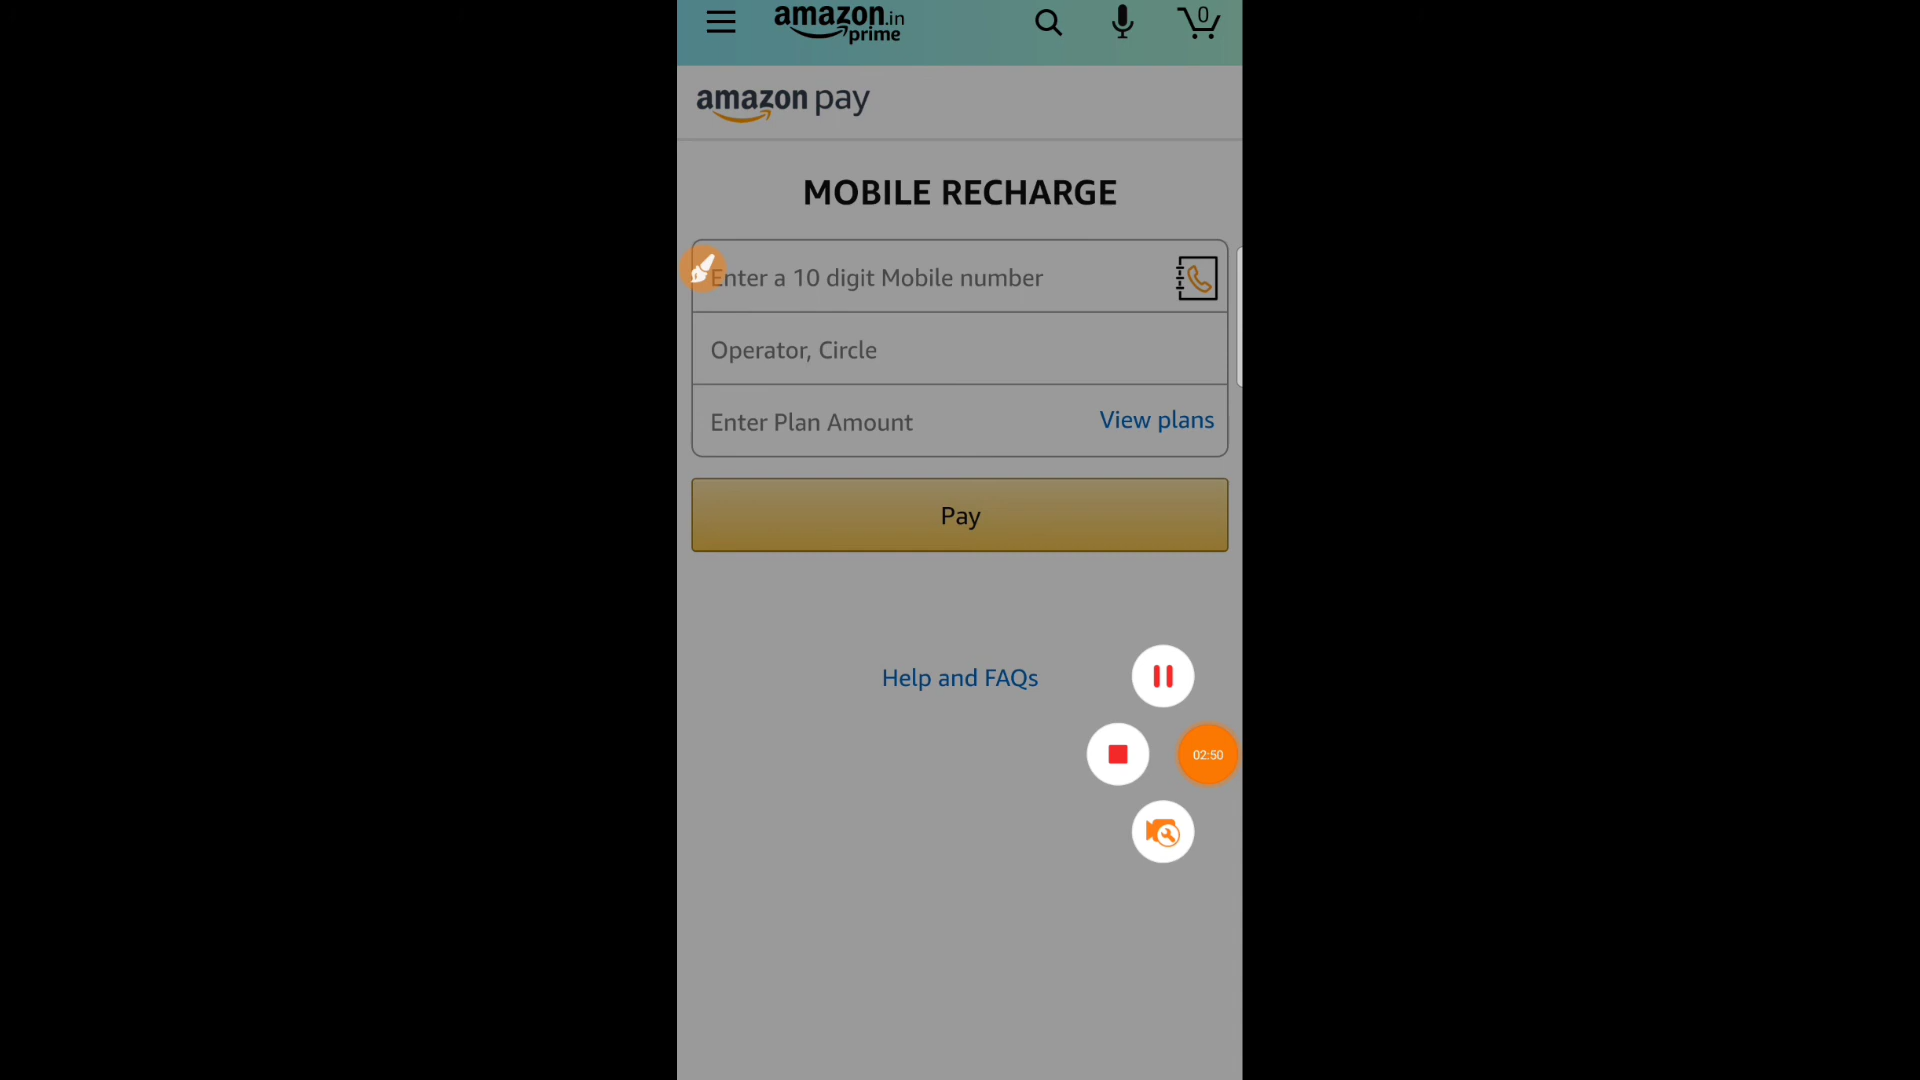 amazon.in
prime
0
amazon pay
MOBILE RECHARGE
Enter a 10 digit Mobile number
Operator, Circle
Enter Plan Amount
View plans
Pay
Help and FAQs
02:50